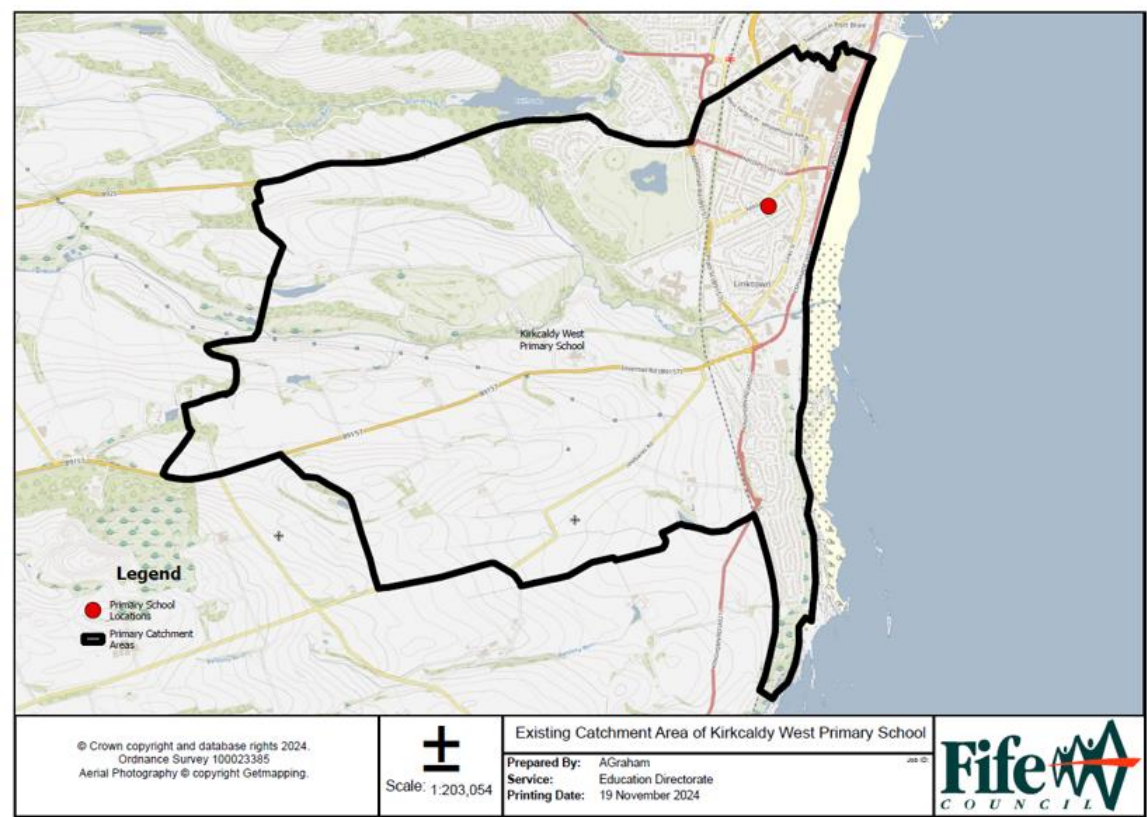 Linktown
Kirkcaldy West
Primary School
B9157
B9157
Legend
Primary School
Locations
Primary Catchment
Areas
© Crown copyright and database rights 2024.
Ordnance Survey 100023385
Aerial Photography © copyright Getmapping.
Scale: 1:203,054
Existing Catchment Area of Kirkcaldy West Primary School
Prepared By: AGraham
Job ID:
Service: Education Directorate
Printing Date: 19 November 2024
Fife
COUNCIL